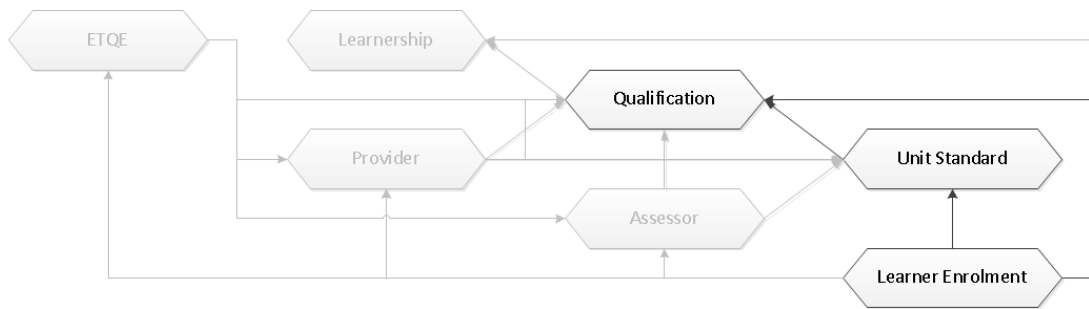 ETQE
Learnership
Qualification
Provider
Unit Standard
Assessor
Learner Enrolment